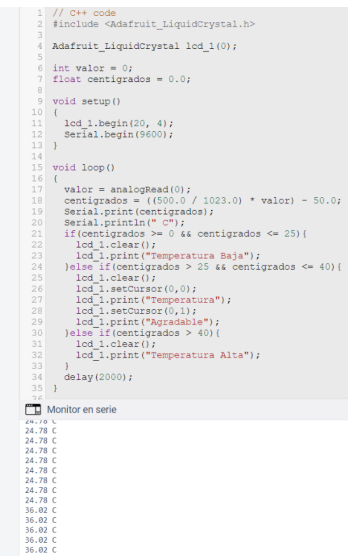 1 // C++ code
2 #include <Adafruit_LiquidCrystal.h>
3
4 Adafruit_LiquidCrystal lcd_1(0);
5
6 int valor = 0;
7 float centigrados = 0.0;
8
9 void setup()
10 {
11 lcd_1.begin(20, 4);
12 Serial.begin(9600);
13 }
14
15 void loop()
16 {
17 valor = analogRead(0);
18 centigrados = ((500.0 / 1023.0) * valor) - 50.0;
19 Serial.print(centigrados);
20 Serial.println(" C");
21 if(centigrados >= 0 && centigrados <= 25){
22 lcd_1.clear();
23 lcd_1.print("Temperatura Baja");
24 }else if(centigrados > 25 && centigrados <= 40){
25 lcd_1.clear();
26 lcd_1.setCursor(0,0);
27 lcd_1.print("Temperatura");
28 lcd_1.setCursor(0,1);
29 lcd_1.print("Agradable");
30 }else if(centigrados > 40){
31 lcd_1.clear();
32 lcd_1.print("Temperatura Alta");
33 }
34 delay(2000);
35 }
36
Monitor en serie
24.78 C
24.78 C
24.78 C
24.78 C
24.78 C
24.78 C
24.78 C
24.78 C
24.78 C
36.02 C
36.02 C
36.02 C
36.02 C
36.02 C